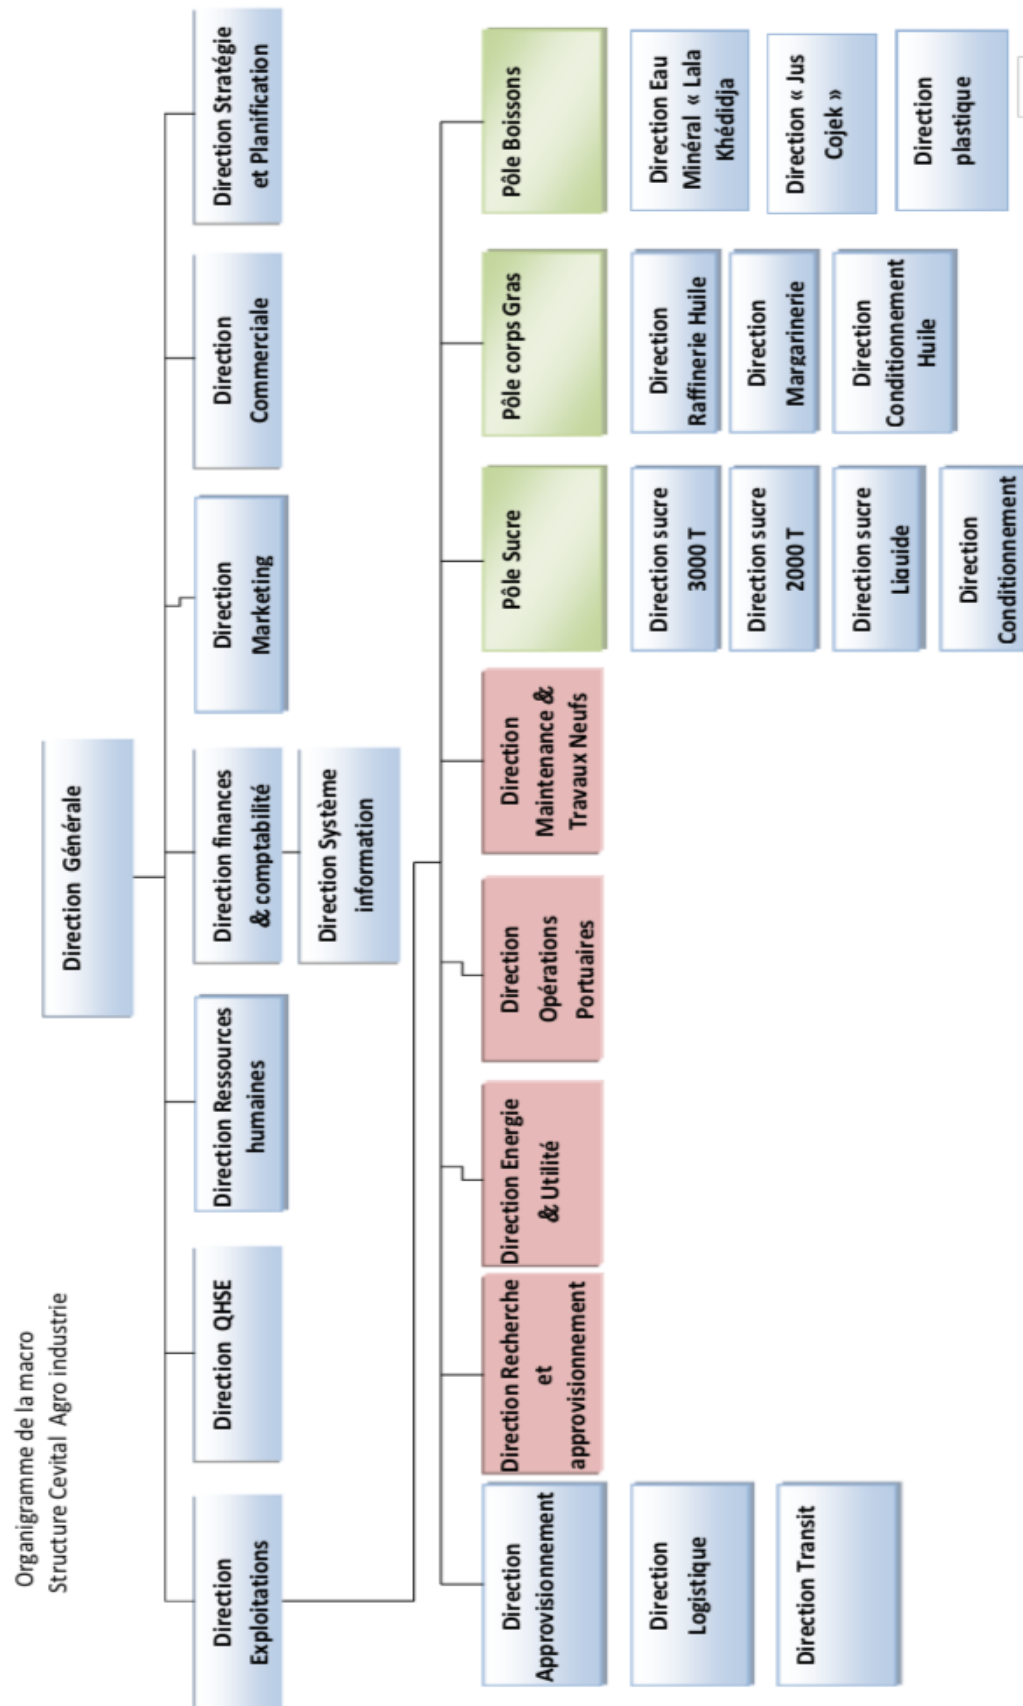 Organigramme de la macro
Structure Cevital Agro industrie
Direction Générale
Direction
Exploitations
Direction QHSE
Direction Ressources
humaines
Direction finances
& comptabilité
Direction
Marketing
Direction
Commerciale
Direction Stratégie
et Planification
Direction Système
information
Direction
Approvisionnement
Direction Recherche
et
approvisionnement
Direction Energie
& Utilité
Direction
Opérations
Portuaires
Direction
Maintenance &
Travaux Neufs
Pôle Sucre
Pôle corps Gras
Pôle Boissons
Direction
Logistique
Direction Transit
Direction sucre
3000 T
Direction sucre
2000 T
Direction sucre
Liquide
Direction
Conditionnement
Direction
Raffinerie Huile
Direction
Margarinerie
Direction
Conditionnement
Huile
Direction Eau
Minéral « Lala
Khédidja
Direction « Jus
Cojek »
Direction
plastique